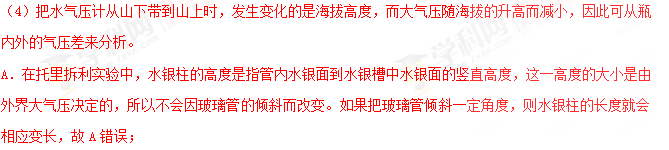 （4）把水气压计从山下带到山上时，发生变化的是海拔高度，而大气压随海拔的升高而减小，因此可从瓶
内外的气压差来分析。
A．在托里拆利实验中，水银柱的高度是指管内水银面到水银槽中水银面的竖直高度，这一高度的大小是由
外界大气压决定的，所以不会因玻璃管的倾斜而改变。如果把玻璃管倾斜一定角度，则水银柱的长度就会
相应变长，故 A 错误；